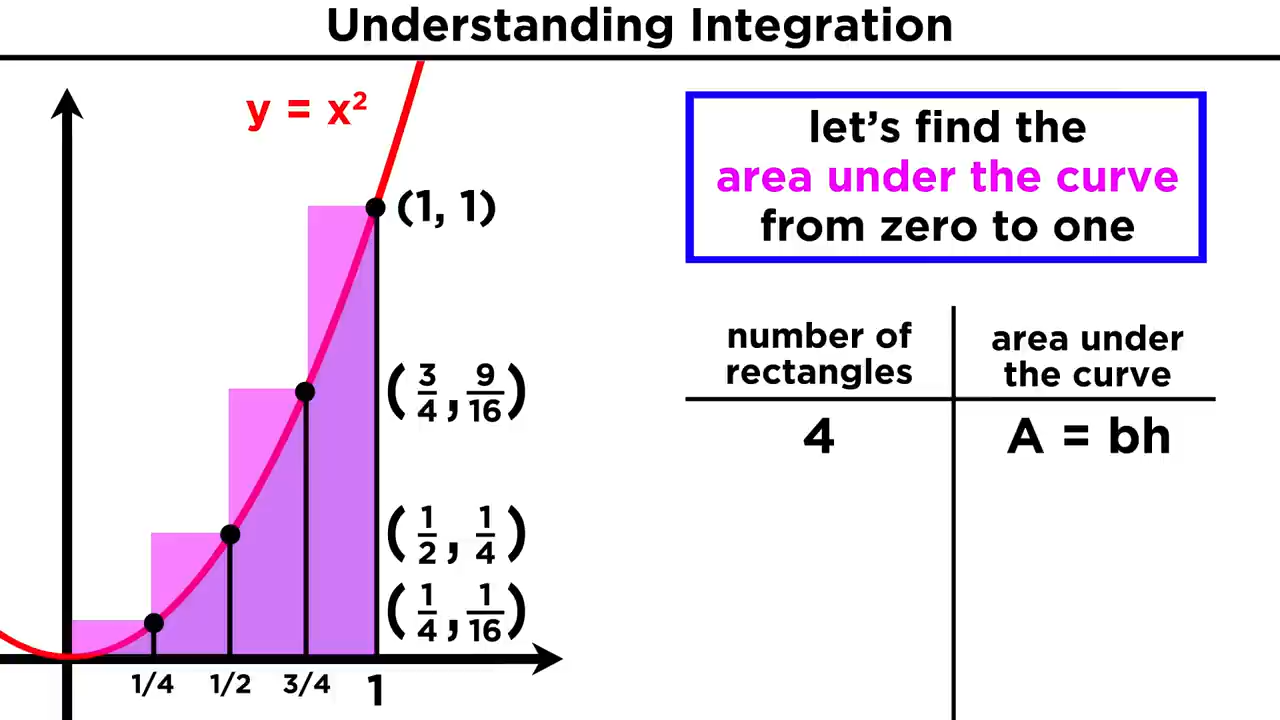 Understanding Integration
y = x²
let's find the
area under the curve
from zero to one
(1, 1)
(3/4, 9/16)
(1/2, 1/4)
(1/4, 1/16)
1/4 1/2 3/4 1
number of
rectangles
area under
the curve
4
A = bh